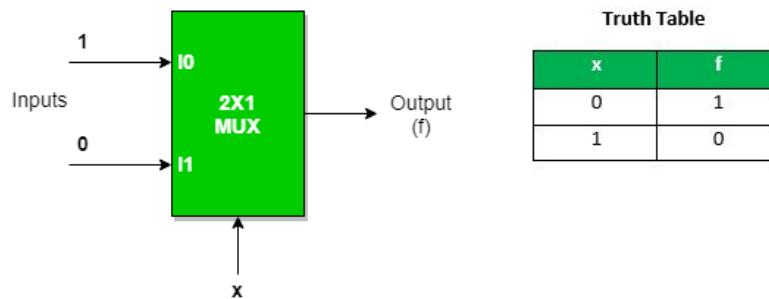 1
I0
Inputs
2X1
MUX
Output
(f)
0
I1
x
Truth Table
x f
0 1
1 0